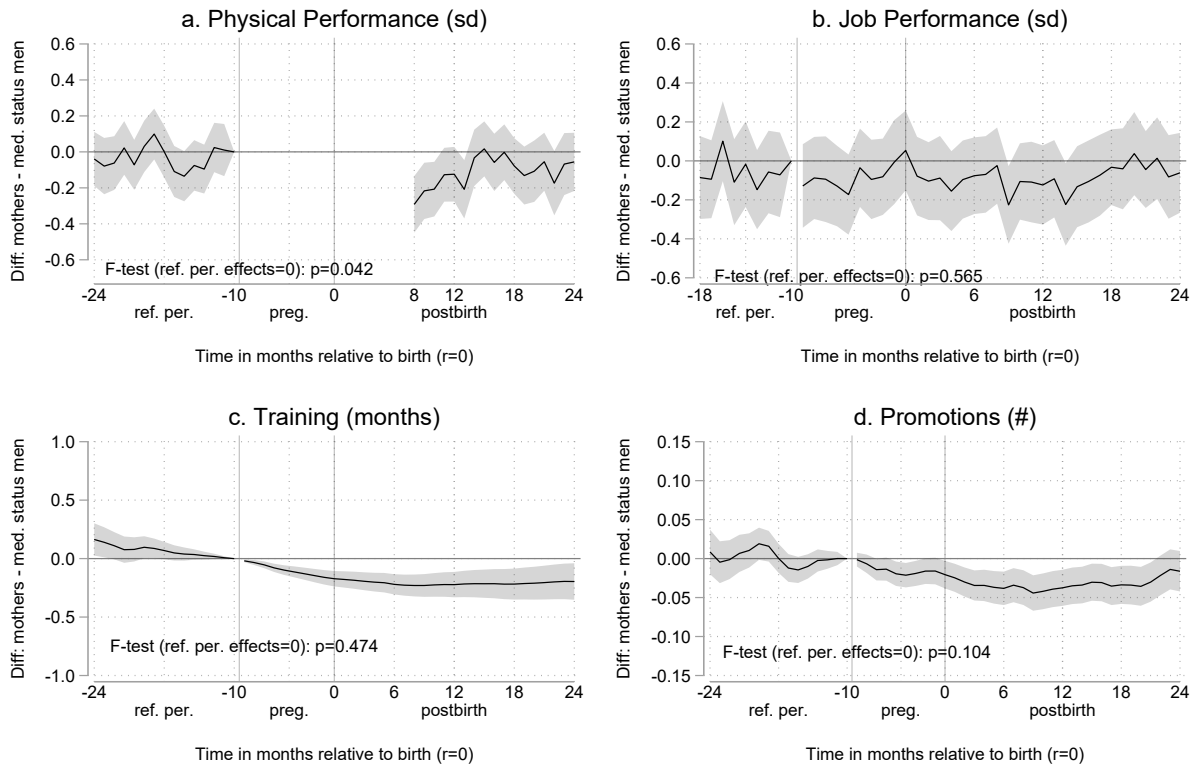 a. Physical Performance (sd)
Diff: mothers - med. status men
0.6
0.4
0.2
0.0
-0.2
-0.4
-0.6
F-test (ref. per. effects=0): p=0.042
-24 -10 0 8 12 18 24
ref. per. preg. postbirth
Time in months relative to birth (r=0)
b. Job Performance (sd)
Diff: mothers - med. status men
0.6
0.4
0.2
0.0
-0.2
-0.4
-0.6
F-test (ref. per. effects=0): p=0.565
-18 -10 0 6 12 18 24
ref. per. preg. postbirth
Time in months relative to birth (r=0)
c. Training (months)
Diff: mothers - med. status men
1.0
0.5
0.0
-0.5
-1.0
F-test (ref. per. effects=0): p=0.474
-24 -10 0 6 12 18 24
ref. per. preg. postbirth
Time in months relative to birth (r=0)
d. Promotions (#)
Diff: mothers - med. status men
0.15
0.10
0.05
0.00
-0.05
-0.10
-0.15
F-test (ref. per. effects=0): p=0.104
-24 -10 0 6 12 18 24
ref. per. preg. postbirth
Time in months relative to birth (r=0)